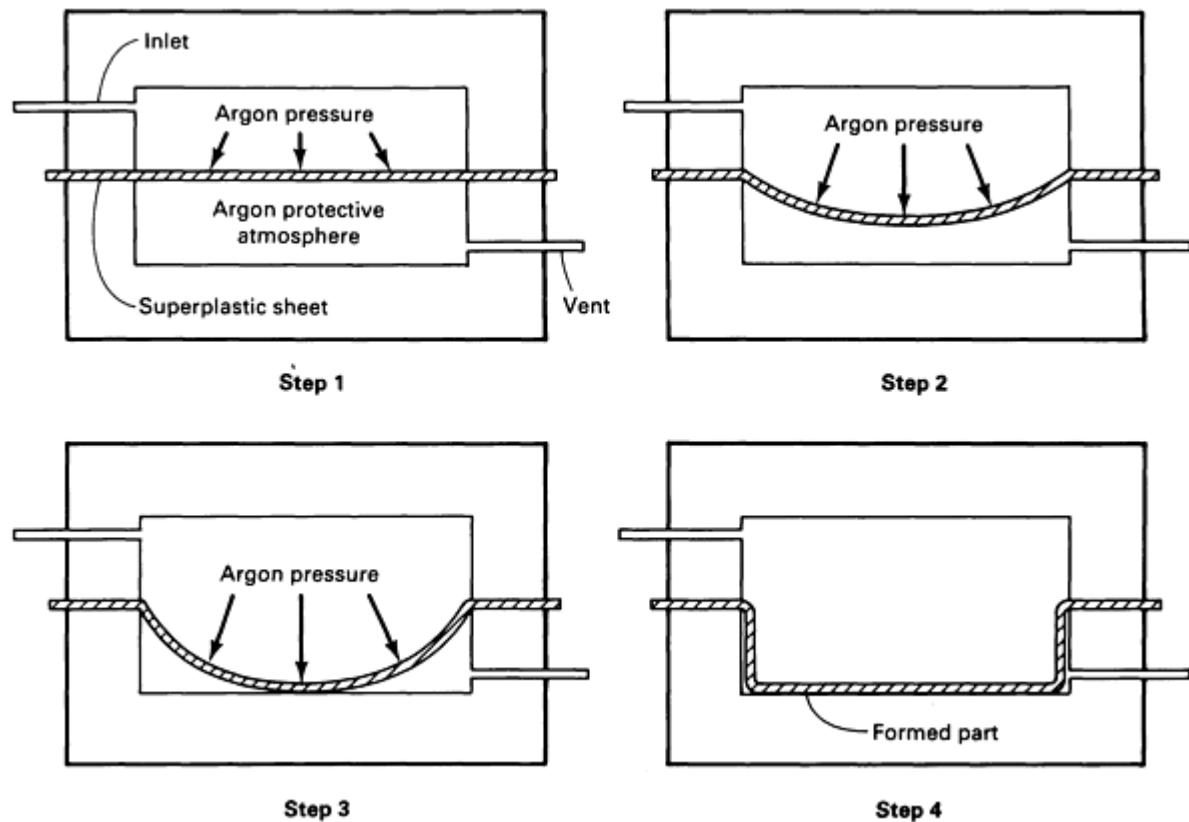 Inlet
Argon pressure
Argon protective
atmosphere
Superplastic sheet
Vent
Step 1
Argon pressure
Step 2
Argon pressure
Step 3
Formed part
Step 4